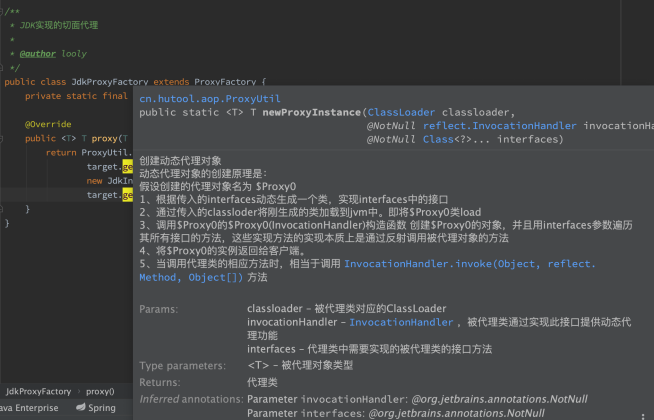 /**
* JDK实现的切面代理
*
* @author looly
*/
public class JdkProxyFactory extends ProxyFactory {
private static final
@Override
public <T> T proxy(T
return ProxyUtil.
target.ge
new JdkIn
target.ge
}
}
cn.hutool.aop.ProxyUtil
public static <T> T newProxyInstance(ClassLoader classloader,
@NotNull reflect.InvocationHandler invocationHa
@NotNull Class<?>... interfaces)
创建动态代理对象
动态代理对象的创建原理是：
假设创建的代理对象名为 $Proxy0
1、根据传入的interfaces动态生成一个类，实现interfaces中的接口
2、通过传入的classloder将刚生成的类加载到jvm中。即将$Proxy0类load
3、调用$Proxy0的$Proxy0(InvocationHandler)构造函数 创建$Proxy0的对象，并且用interfaces参数遍历
其所有接口的方法，这些实现方法的实现本质上是通过反射调用被代理对象的方法
4、将$Proxy0的实例返回给客户端。
5、当调用代理类的相应方法时，相当于调用 InvocationHandler.invoke(Object, reflect.
Method, Object[]) 方法
Params:
classloader – 被代理类对应的ClassLoader
invocationHandler – InvocationHandler ，被代理类通过实现此接口提供动态代
理功能
interfaces – 代理类中需要实现的被代理类的接口方法
Type parameters: <T> – 被代理对象类型
Returns: 代理类
Inferred annotations: Parameter invocationHandler: @org.jetbrains.annotations.NotNull
Parameter interfaces: @org.jetbrains.annotations.NotNull
JdkProxyFactory › proxy()
ava Enterprise Spring